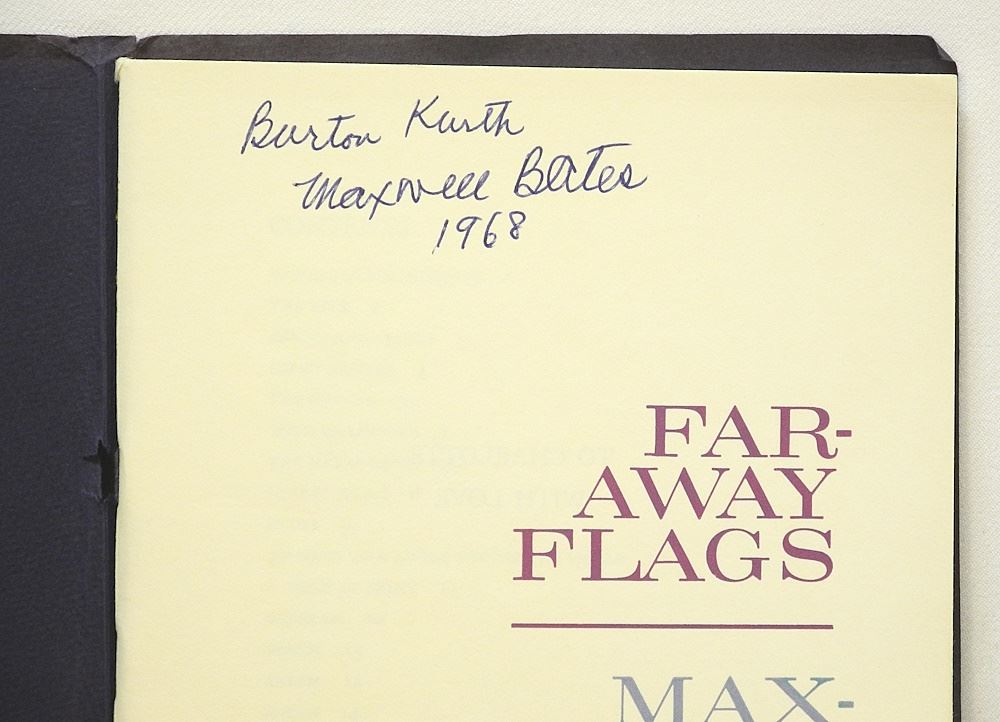 Burton Kurth
Maxwell Bates
1968
FAR-
AWAY
FLAGS
MAX-